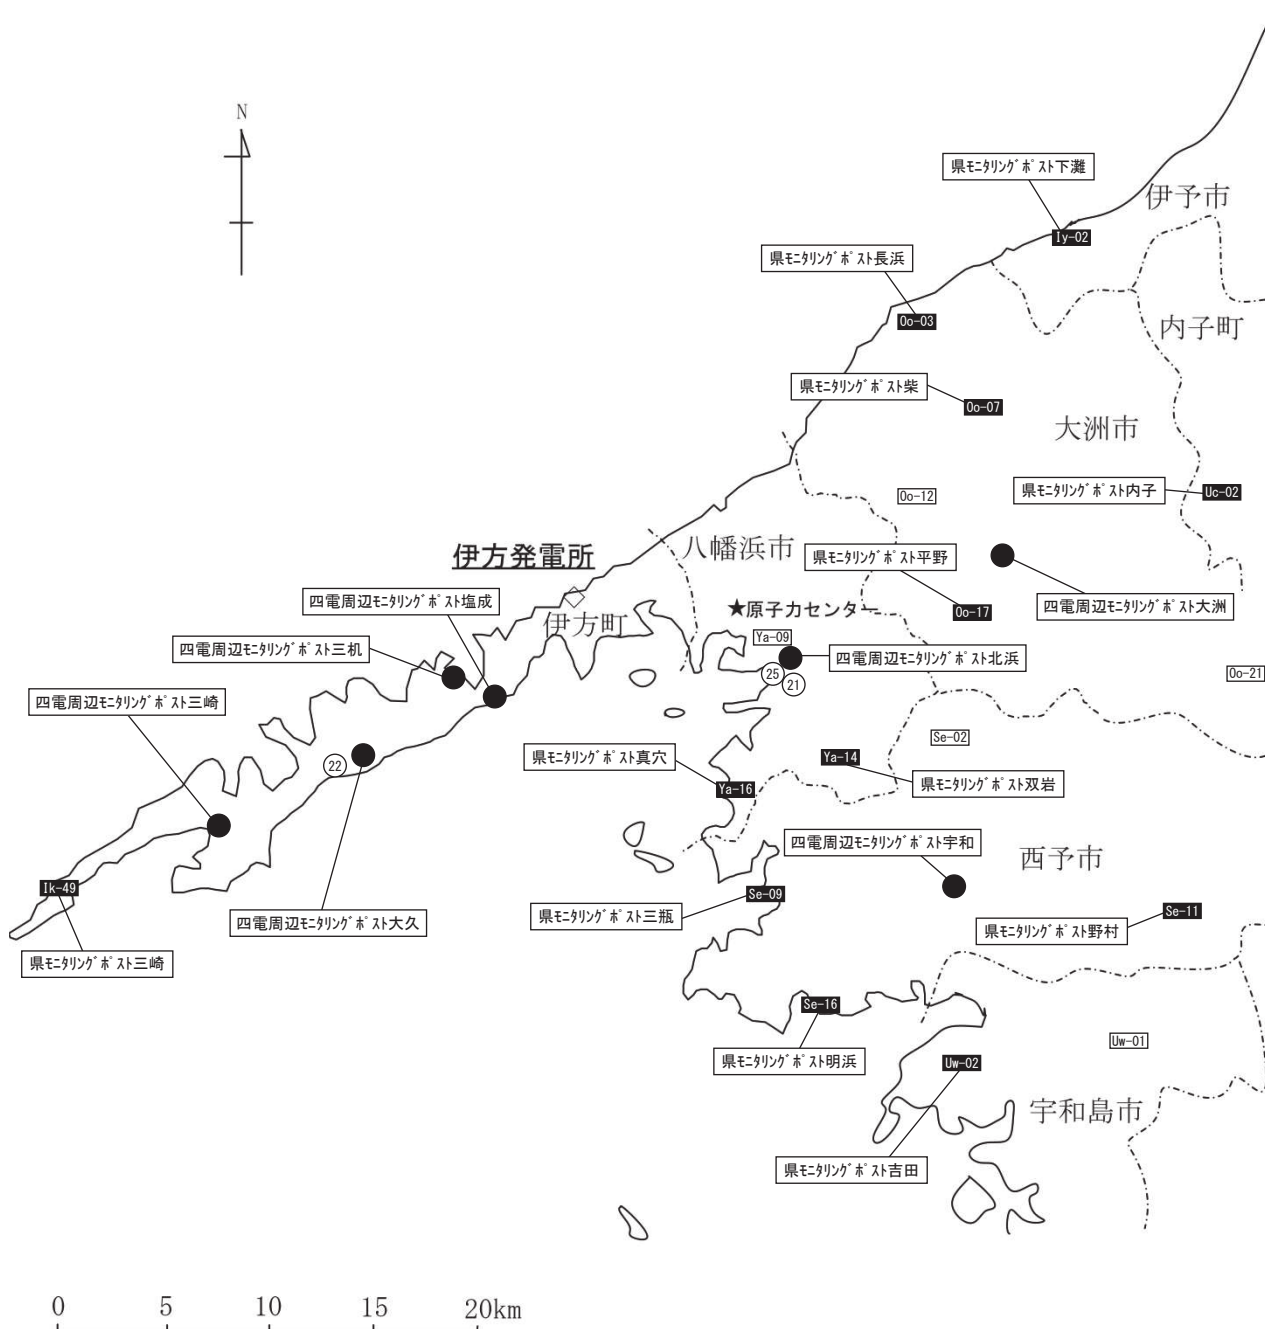 N
県モニタリングポスト下灘
伊予市
Iy-02
県モニタリングポスト長浜
Oo-03
内子町
県モニタリングポスト柴
Oo-07
大洲市
県モニタリングポスト内子
Uc-02
Oo-12
八幡浜市
伊方発電所
県モニタリングポスト平野
四電周辺モニタリングポスト塩成
伊方町
★原子力センター
Oo-17
四電周辺モニタリングポスト大洲
四電周辺モニタリングポスト三机
Ya-09
四電周辺モニタリングポスト北浜
25
21
Oo-21
四電周辺モニタリングポスト三崎
Se-02
22
県モニタリングポスト真穴
Ya-14
Ya-16
県モニタリングポスト双岩
四電周辺モニタリングポスト宇和
西予市
Ik-49
Se-09
四電周辺モニタリングポスト大久
県モニタリングポスト三瓶
Se-11
県モニタリングポスト野村
県モニタリングポスト三崎
Se-16
Uw-01
県モニタリングポスト明浜
Uw-02
宇和島市
県モニタリングポスト吉田
0 5 10 15 20km